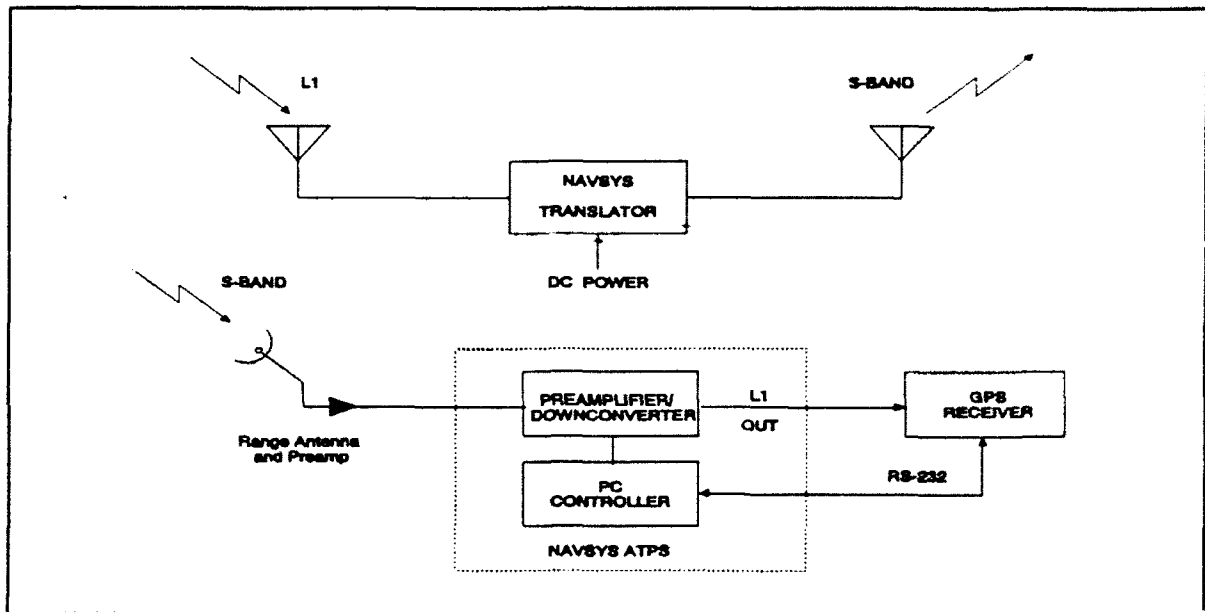 L1
S-BAND
NAVSYS
TRANSLATOR
DC POWER
S-BAND
PREAMPLIFIER/
DOWNCONVERTER
L1
OUT
GPS
RECEIVER
Range Antenna
and Preamp
PC
CONTROLLER
RS-232
NAVSYS ATPS